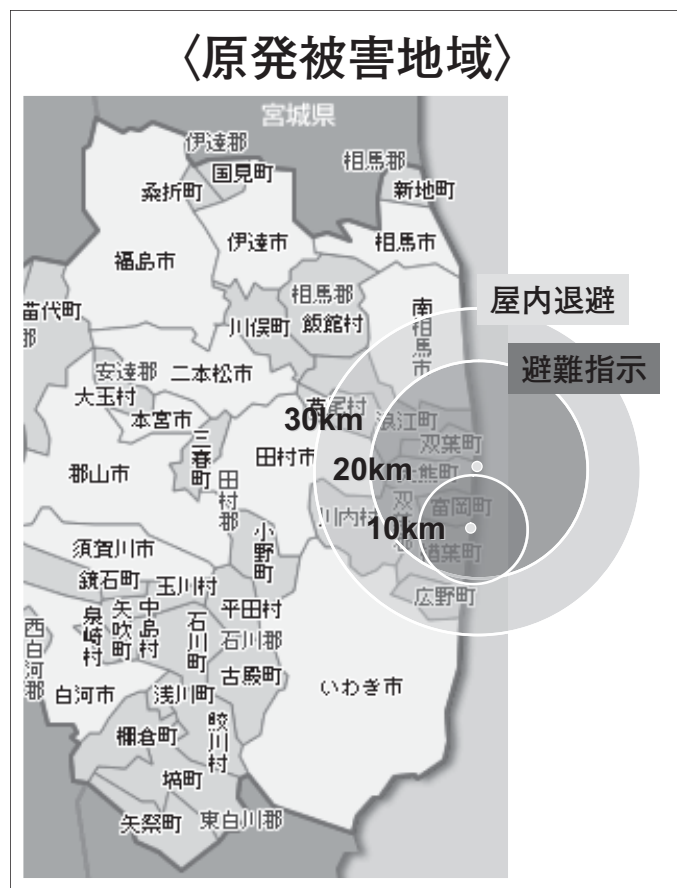 〈原発被害地域〉
宮城県
伊達郡
国見町
桑折町
相馬郡
新地町
伊達市
相馬市
福島市
屋内退避
相馬郡
飯館村
南相馬市
苗代町
郡
川俣町
避難指示
安達郡
二本松市
大玉村
葛尾村
30km
浪江町
本宮市
双葉町
三春町
田村市
郡山市
20km
熊町
田村郡
双
富岡町
川内村
10km
小野町
須賀川市
楢葉町
鏡石町
玉川村
広野町
平田村
矢吹町
中島村
泉崎村
石川町
石川郡
西白河郡
古殿町
白河市
浅川町
いわき市
鮫川村
棚倉町
塙町
矢祭町
東白川郡